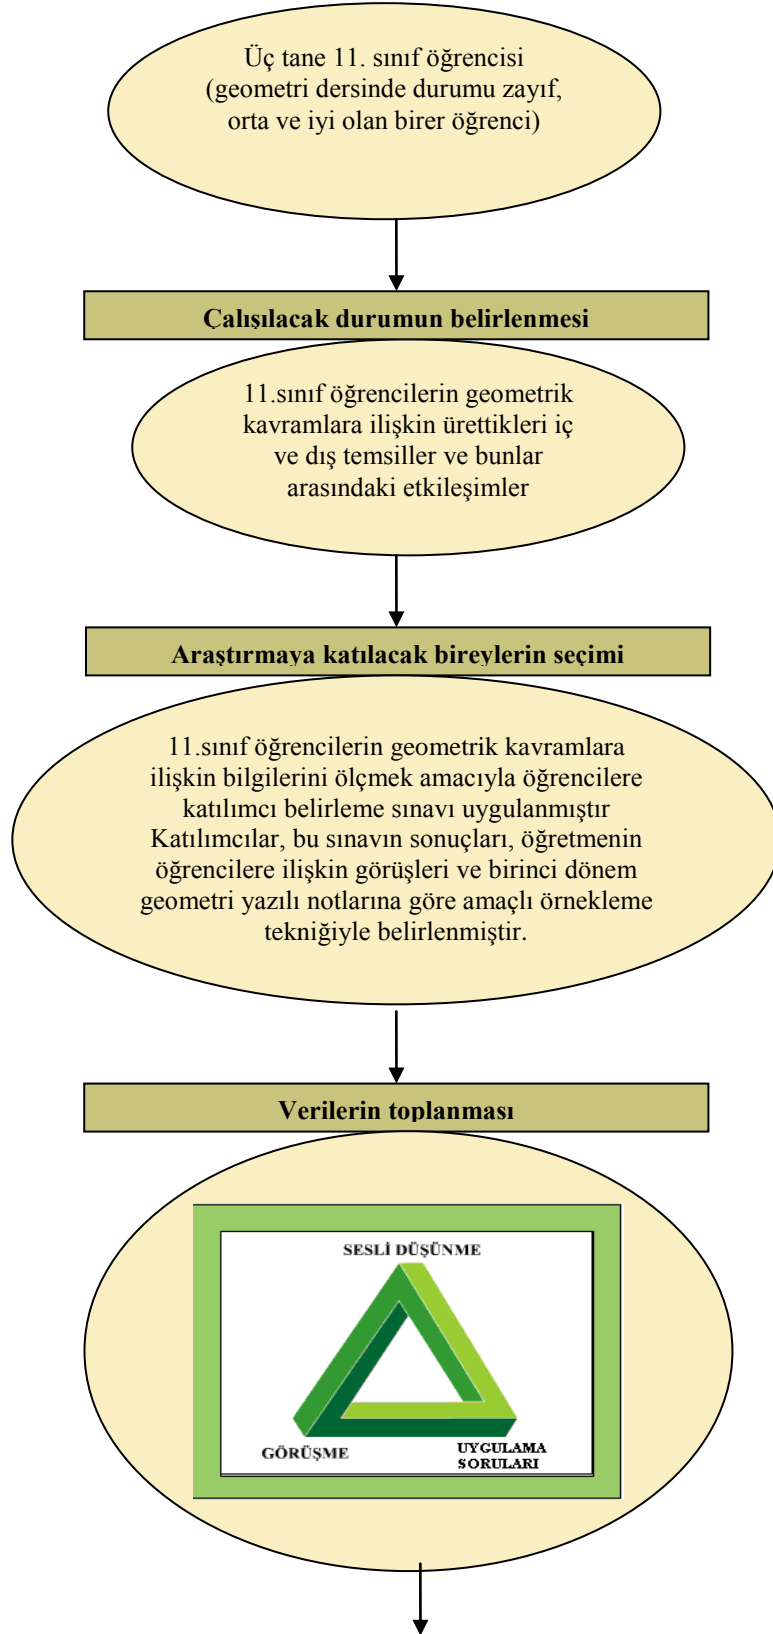 Üç tane 11. sınıf öğrencisi
(geometri dersinde durumu zayıf,
orta ve iyi olan birer öğrenci)
Çalışılacak durumun belirlenmesi
11.sınıf öğrencilerin geometrik
kavramlara ilişkin ürettikleri iç
ve dış temsiller ve bunlar
arasındaki etkileşimler
Araştırmaya katılacak bireylerin seçimi
11.sınıf öğrencilerin geometrik kavramlara
ilişkin bilgilerini ölçmek amacıyla öğrencilere
katılımcı belirleme sınavı uygulanmıştır
Katılımcılar, bu sınavın sonuçları, öğretmenin
öğrencilere ilişkin görüşleri ve birinci dönem
geometri yazılı notlarına göre amaçlı örnekleme
tekniğiyle belirlenmiştir.
Verilerin toplanması
SESLİ DÜŞÜNME
GÖRÜŞME
UYGULAMA
SORULARI